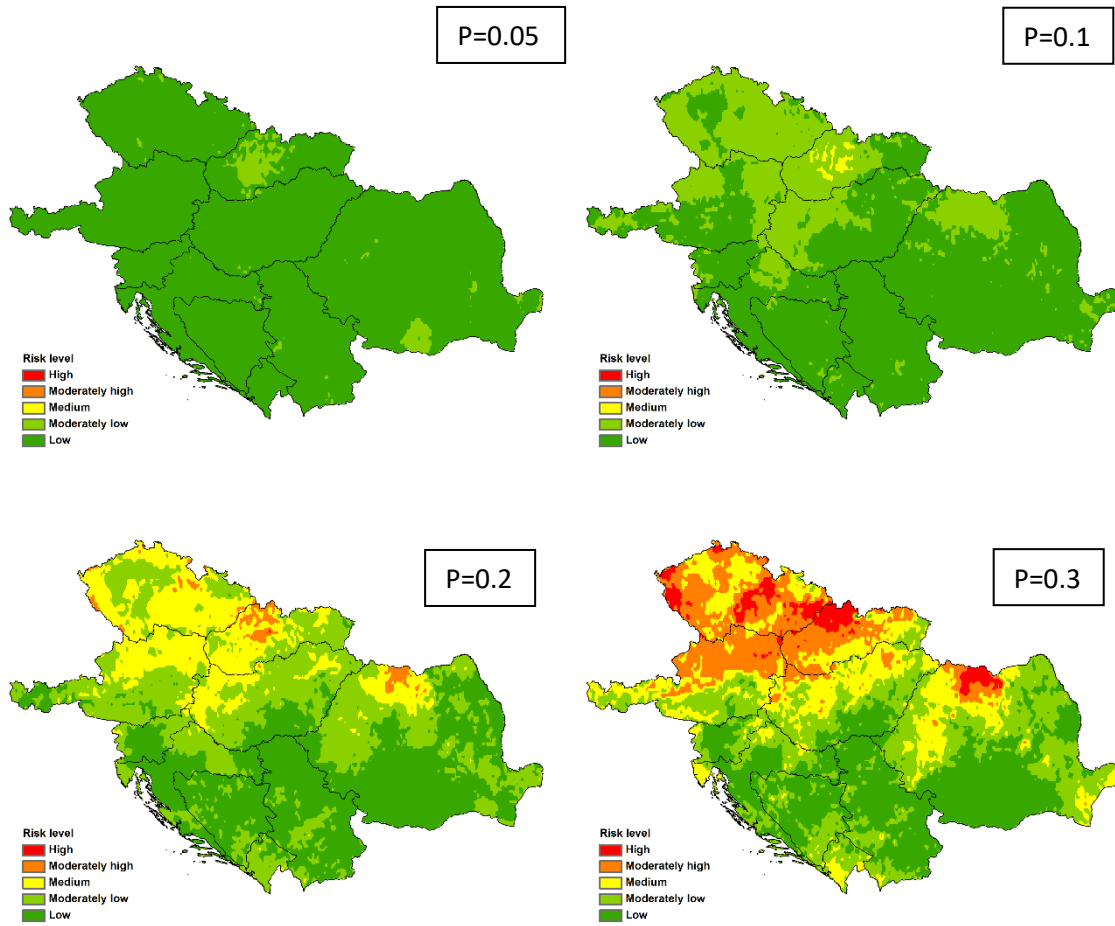 P=0.05
Risk level
High
Moderately high
Medium
Moderately low
Low
P=0.1
Risk level
High
Moderately high
Medium
Moderately low
Low
P=0.2
Risk level
High
Moderately high
Medium
Moderately low
Low
P=0.3
Risk level
High
Moderately high
Medium
Moderately low
Low